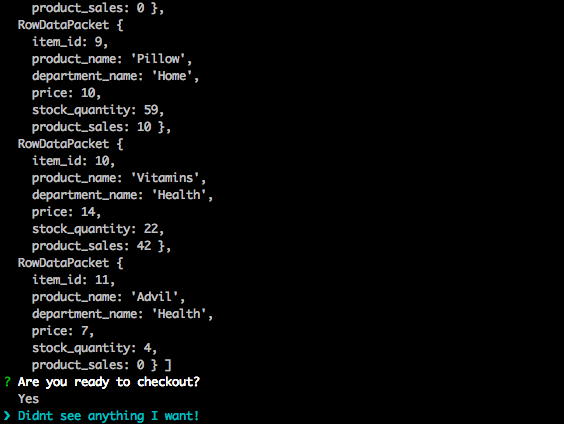 product_sales: 0 },
RowDataPacket {
item_id: 9,
product_name: 'Pillow',
department_name: 'Home',
price: 10,
stock_quantity: 59,
product_sales: 10 },
RowDataPacket {
item_id: 10,
product_name: 'Vitamins',
department_name: 'Health',
price: 14,
stock_quantity: 22,
product_sales: 42 },
RowDataPacket {
item_id: 11,
product_name: 'Advil',
department_name: 'Health',
price: 7,
stock_quantity: 4,
product_sales: 0 } ]
? Are you ready to checkout?
Yes
❯ Didnt see anything I want!